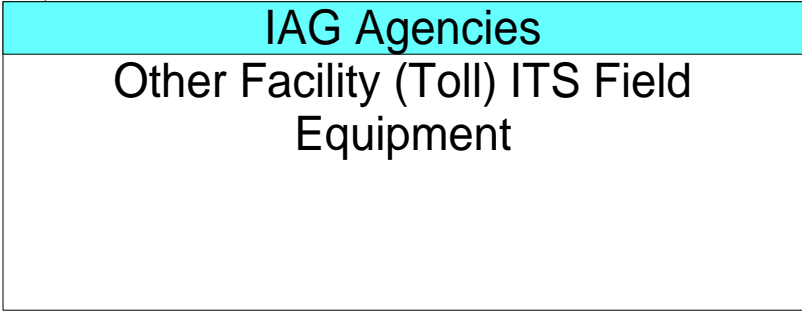 IAG Agencies
Other Facility (Toll) ITS Field
Equipment